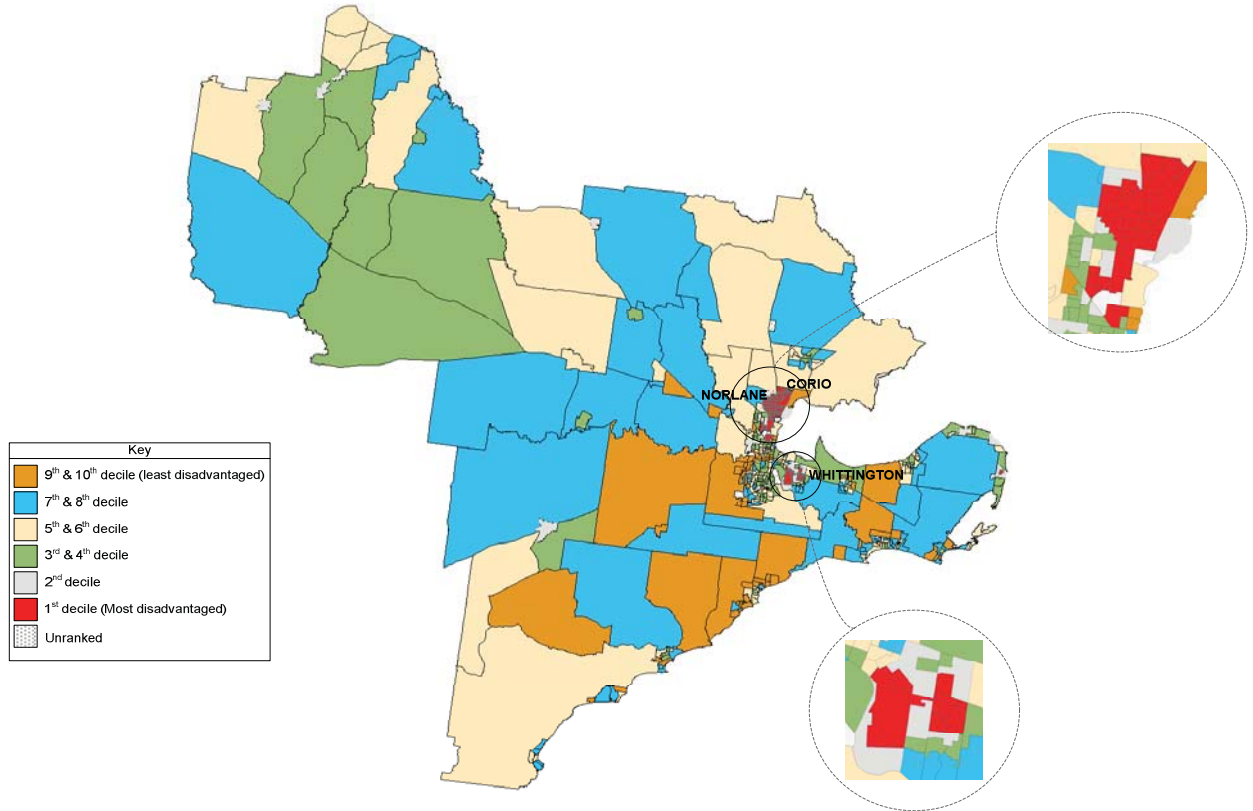 CORIO
NORLANE
WHITTINGTON
Key
9th & 10th decile (least disadvantaged)
7th & 8th decile
5th & 6th decile
3rd & 4th decile
2nd decile
1st decile (Most disadvantaged)
Unranked